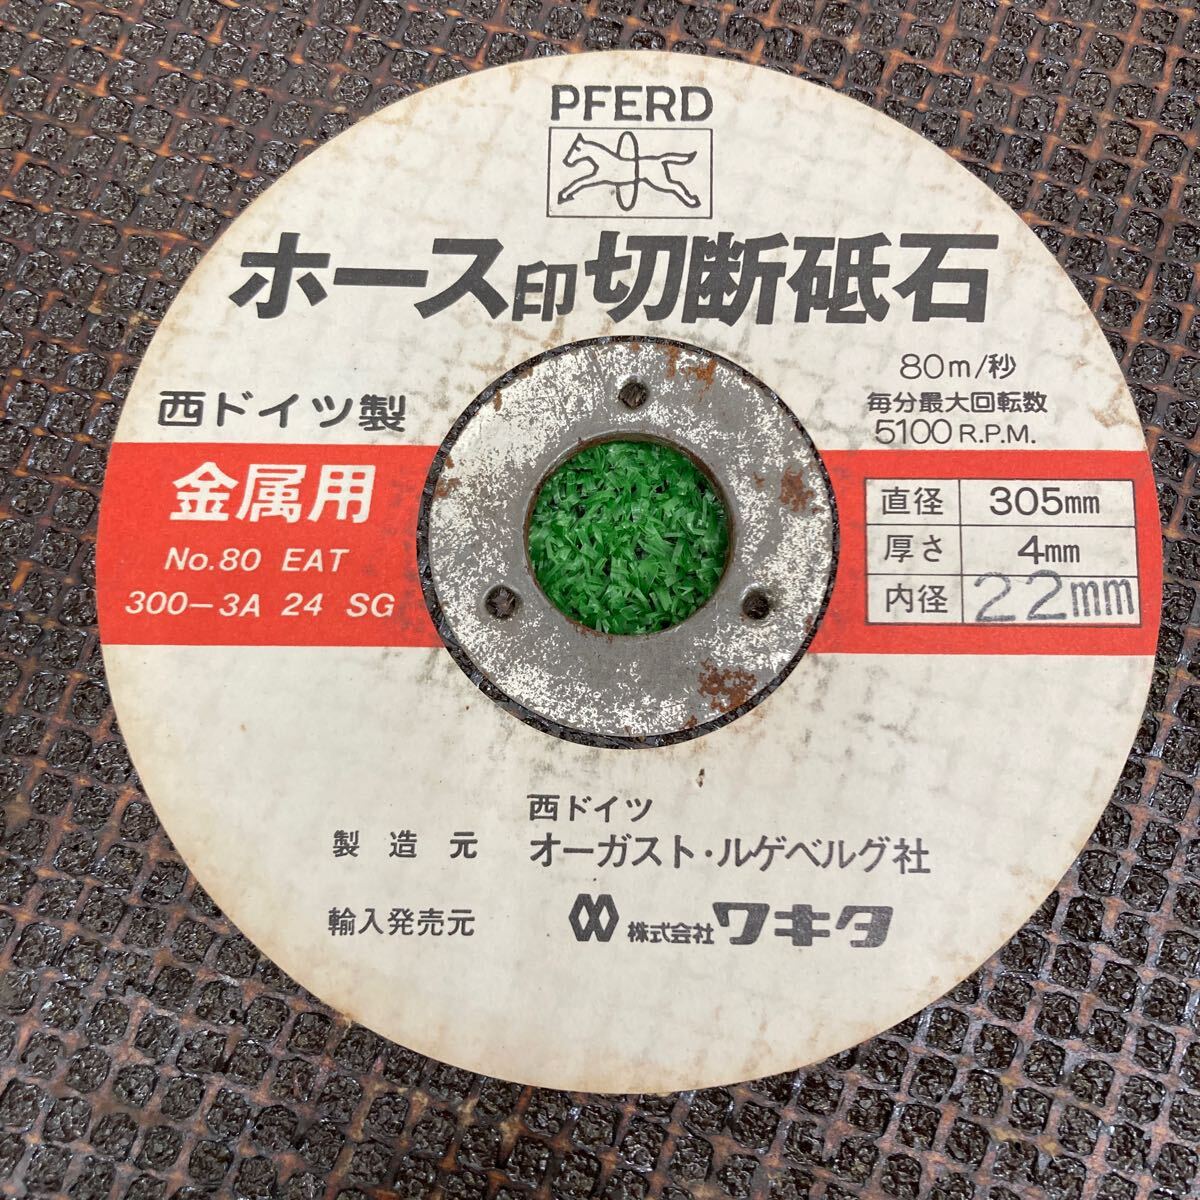 PFERD
ホース印切断砥石
80m/秒
毎分最大回転数
5100 R.P.M.
西ドイツ製
金属用
No.80 EAT
300-3A 24 SG
直径 305mm
厚さ 4mm
内径 22mm
西ドイツ
製造元 オーガスト・ルゲベルグ社
輸入発売元 株式会社ワキタ